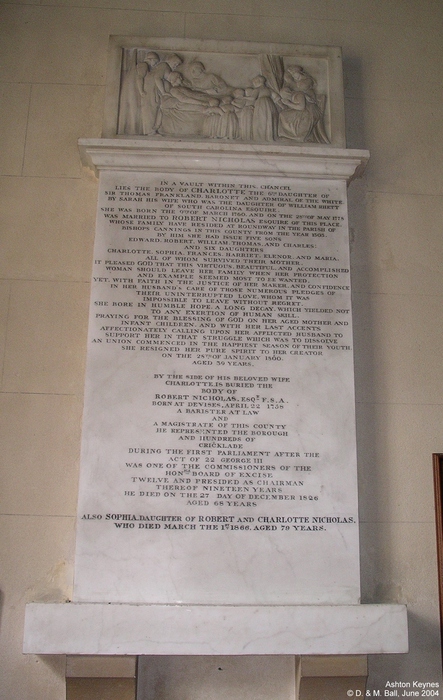 IN A VAULT WITHIN THIS CHANCEL
LIES THE BODY OF CHARLOTTE THE 6TH DAUGHTER OF
SIR THOMAS FRANKLAND, BARONET AND ADMIRAL OF THE WHITE
BY SARAH HIS WIFE WHO WAS THE DAUGHTER OF WILLIAM RHETT
OF SOUTH CAROLINA ESQUIRE.
SHE WAS BORN THE OF MARCH 1760, AND ON THE OF MAY 1778
WAS MARRIED TO ROBERT NICHOLAS, ESQUIRE OF THIS PLACE,
WHOSE FAMILY HAVE RESIDED AT ROUNDWAY IN THE PARISH OF
BISHOPS CANNINGS IN THIS COUNTY FROM THE YEAR
BY HIM SHE HAD ISSUE FIVE SONS
EDWARD, ROBERT, WILLIAM, THOMAS, AND CHARLES;
AND SIX DAUGHTERS
CHARLOTTE, SOPHIA, FRANCES, HARRIET, ELENOR, AND MARIA,
ALL OF WHOM SURVIVED THEIR MOTHER.
IT PLEASED GOD THAT THIS VIRTUOUS, BEAUTIFUL, AND ACCOMPLISHED
WOMAN SHOULD LEAVE HER FAMILY WHEN HER PROTECTION
AND EXAMPLE SEEMED MOST TO BE WANTED.
YET, WITH FAITH IN THE JUSTICE OF HER MAKER, AND CONFIDENCE
IN HER HUSBAND'S CARE OF THOSE NUMEROUS PLEDGES OF
THEIR UNINTERRUPTED LOVE, WHOM IT WAS
IMPOSSIBLE TO LEAVE WITHOUT REGRET,
SHE BORE IN HUMBLE HOPE, A LONG DECAY, WHICH YIELDED NOT
TO ANY EXERTION OF HUMAN SKILL.
PRAYING FOR THE BLESSING OF GOD ON HER AGED MOTHER AND
INFANT CHILDREN, AND WITH HER LAST ACCENTS
AFFECTIONATELY CALLING UPON HER AFFLICTED HUSBAND TO
SUPPORT HER IN THAT STRUGGLE WHICH WAS TO DISSOLVE
AN UNION COMMENCED IN THE HAPPIEST SEASON OF THEIR YOUTH.
SHE RESIGNED HER PURE SPIRIT TO HER CREATOR
ON THE 28TH OF JANUARY 1800.
AGED 39 YEARS.
BY THE SIDE OF HIS BELOVED WIFE
CHARLOTTE, IS BURIED THE
BODY OF
ROBERT NICHOLAS, ESQR F.S.A.
BORN AT DEVISES, APRIL 22 1758
A BARISTER AT LAW
AND
A MAGISTRATE OF THIS COUNTY
HE REPRESENTED THE BOROUGH
AND HUNDREDS OF
CRICKLADE
DURING THE FIRST PARLIAMENT AFTER THE
ACT OF 22 GEORGE III
WAS ONE OF THE COMMISSIONERS OF THE
HONBLE BOARD OF EXCISE
TWELVE AND PRESIDED AS CHAIRMAN
THEREOF NINETEEN YEARS
HE DIED ON THE 27 DAY OF DECEMBER 1826
AGED 68 YEARS
ALSO SOPHIA, DAUGHTER OF ROBERT AND CHARLOTTE NICHOLAS,
WHO DIED MARCH THE 1ST 1866, AGED 79 YEARS.
Ashton Keynes
© D. & M. Ball, June 2004